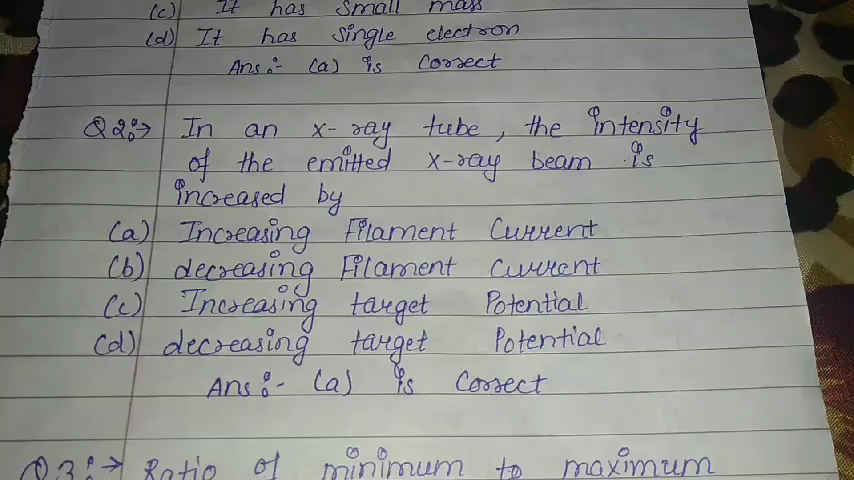 (c) It has small mass
(d) It has single electron
Ans:- (a) is correct
Q2:→ In an x-ray tube, the intensity
of the emitted x-ray beam is
increased by
(a) Increasing Filament Current
(b) decreasing Filament Current
(c) Increasing target Potential
(d) decreasing target Potential
Ans:- (a) is Correct
Q3:→ Ratio of minimum to maximum